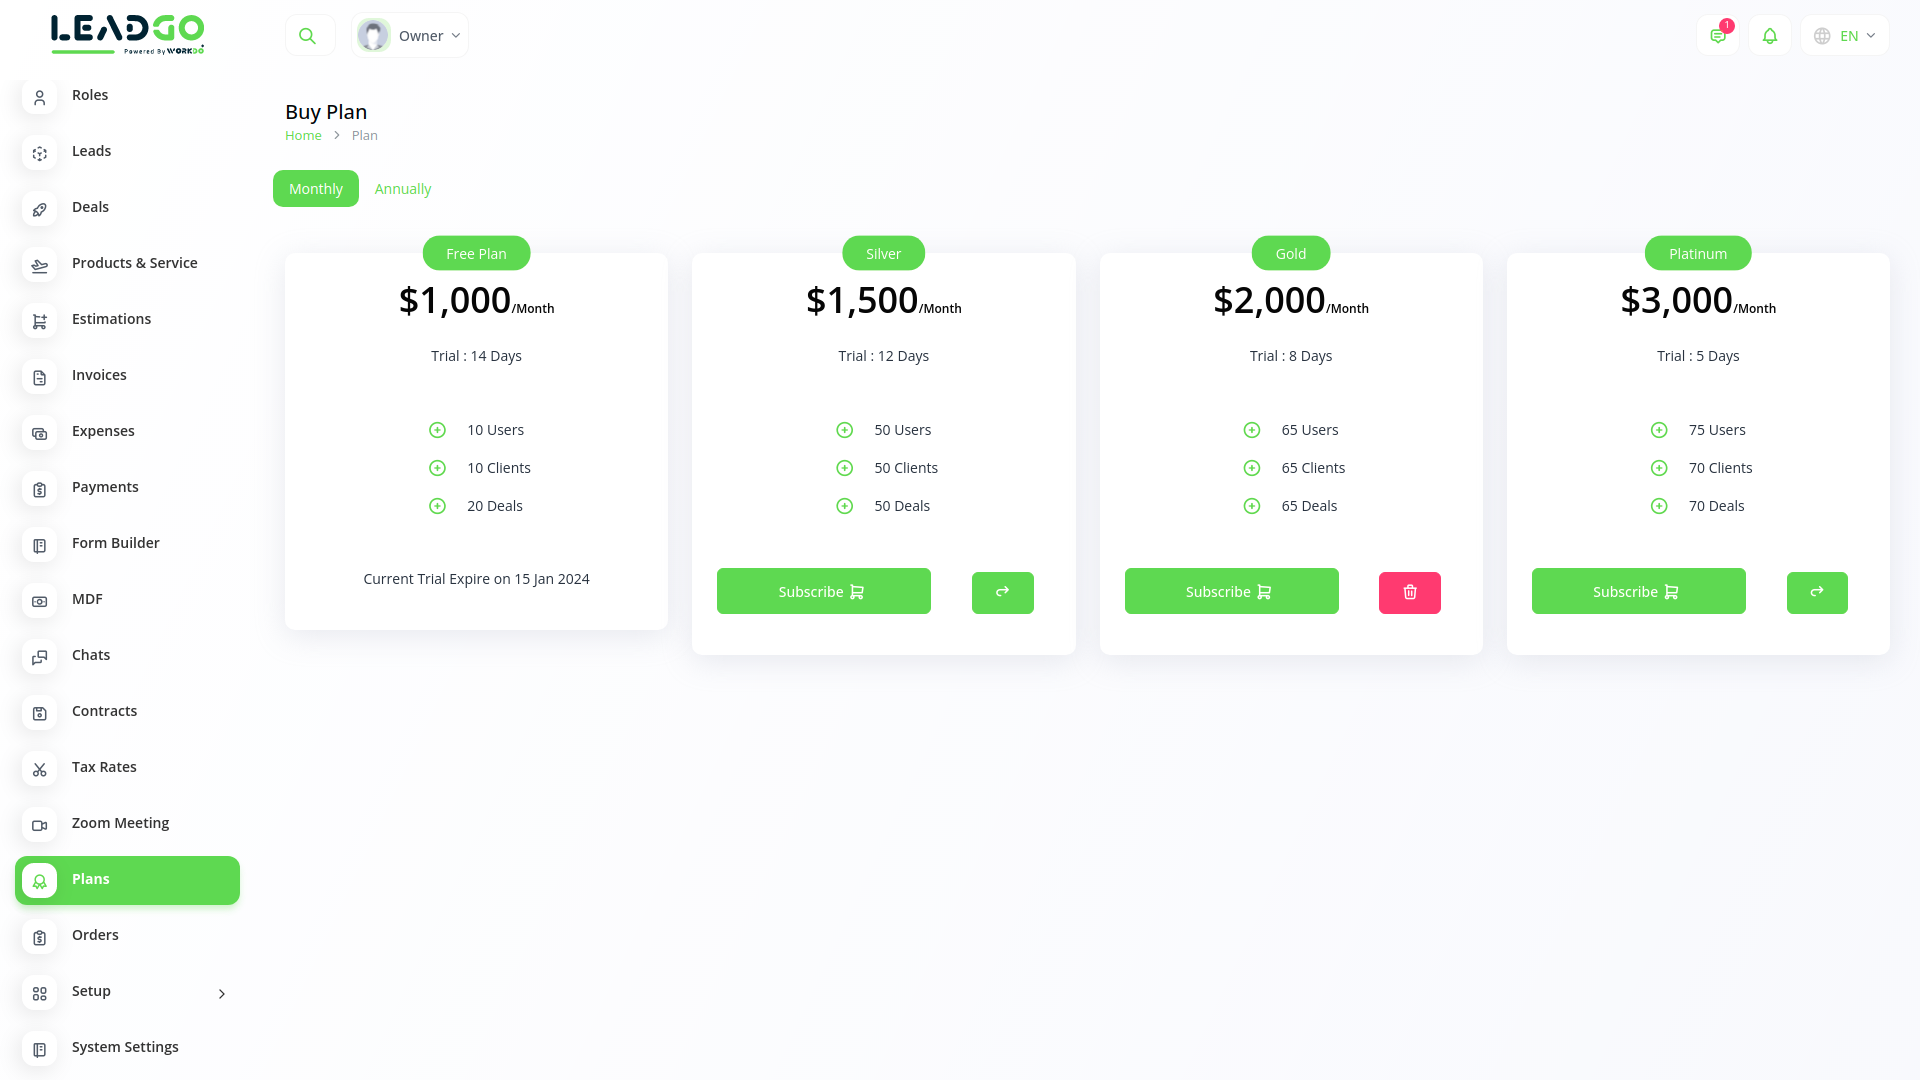 LEADGO
Powered By WORKDO
Owner
1
EN
Roles
Leads
Deals
Products & Service
Estimations
Invoices
Expenses
Payments
Form Builder
MDF
Chats
Contracts
Tax Rates
Zoom Meeting
Plans
Orders
Setup
System Settings
Buy Plan
Home > Plan
Monthly
Annually
Free Plan
$1,000/Month
Trial : 14 Days
10 Users
10 Clients
20 Deals
Current Trial Expire on 15 Jan 2024
Silver
$1,500/Month
Trial : 12 Days
50 Users
50 Clients
50 Deals
Subscribe
Gold
$2,000/Month
Trial : 8 Days
65 Users
65 Clients
65 Deals
Subscribe
Platinum
$3,000/Month
Trial : 5 Days
75 Users
70 Clients
70 Deals
Subscribe